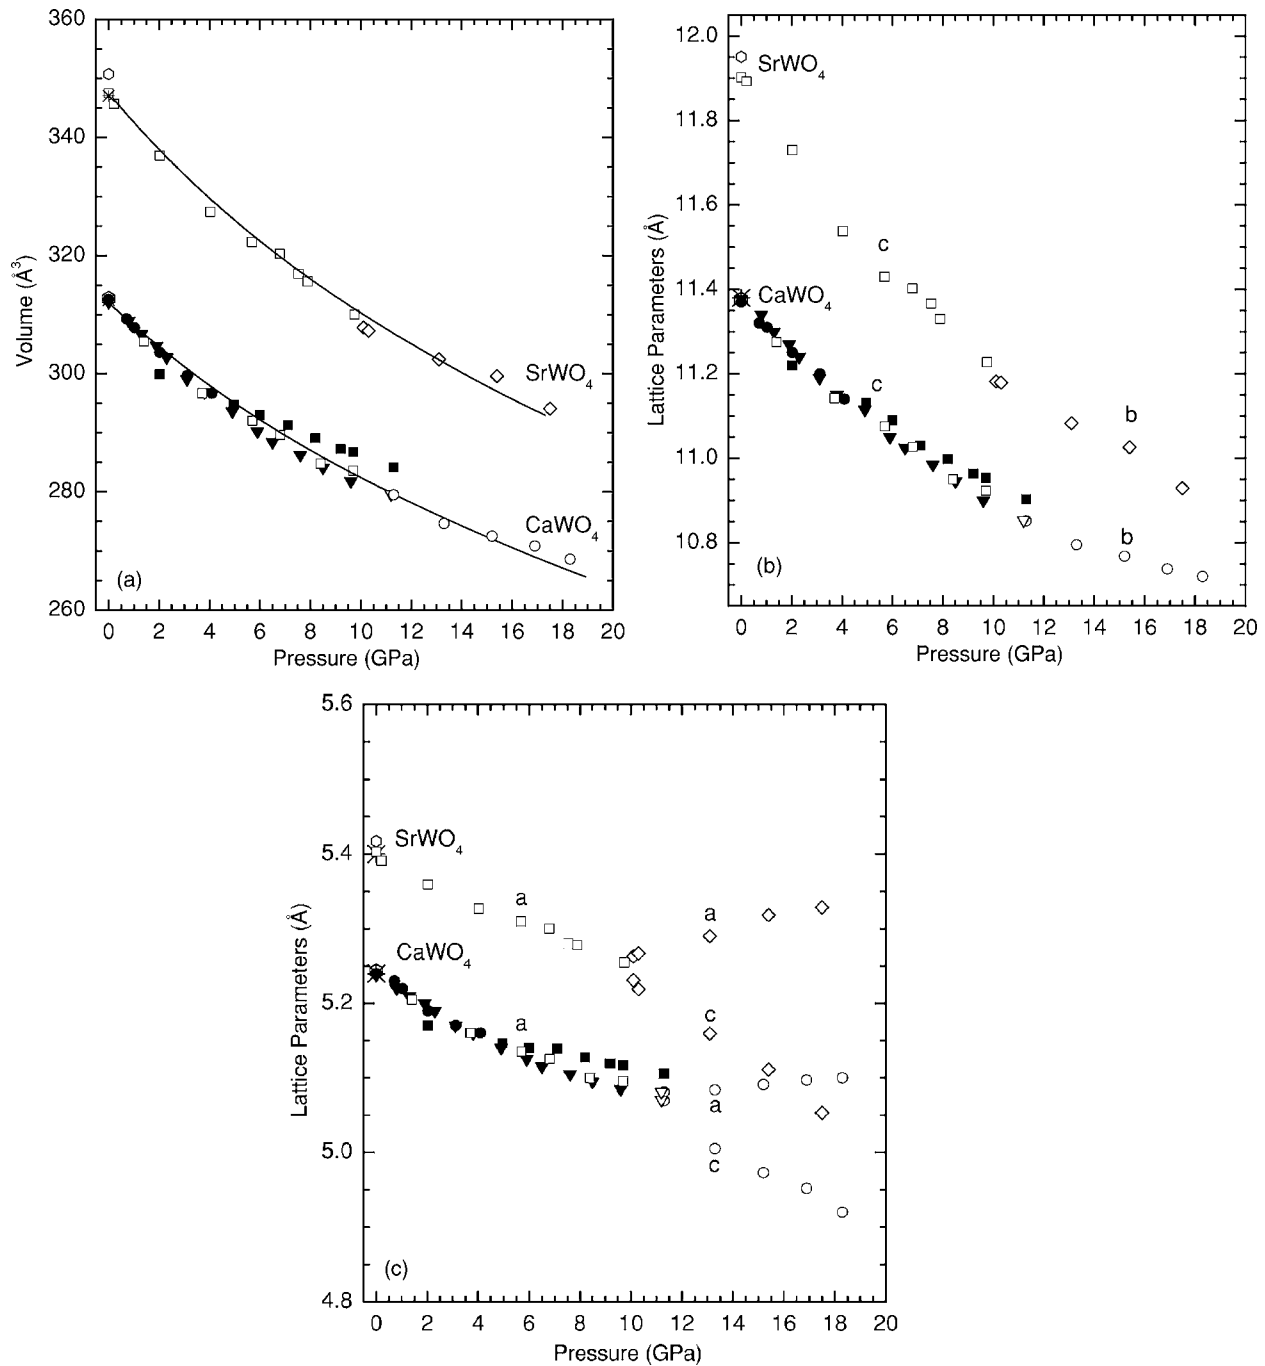 360
340
320
300
280
260
Volume (Å³)
SrWO₄
CaWO₄
(a)
0 2 4 6 8 10 12 14 16 18 20
Pressure (GPa)
12.0
11.8
11.6
11.4
11.2
11.0
10.8
Lattice Parameters (Å)
SrWO₄
c
CaWO₄
c
b
b
(b)
0 2 4 6 8 10 12 14 16 18 20
Pressure (GPa)
5.6
5.4
5.2
5.0
4.8
Lattice Parameters (Å)
SrWO₄
a
a
CaWO₄
a
c
a
c
(c)
0 2 4 6 8 10 12 14 16 18 20
Pressure (GPa)